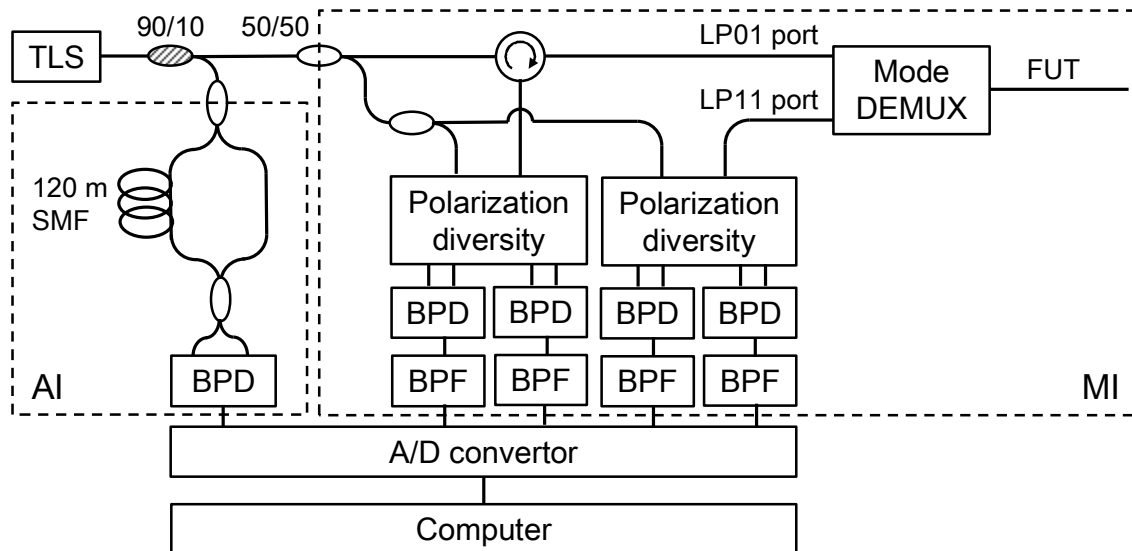 90/10
50/50
TLS
LP01 port
Mode
DEMUX
FUT
LP11 port
120 m
SMF
Polarization
diversity
Polarization
diversity
BPD
BPD
BPD
BPD
BPD
BPF
BPF
BPF
BPF
AI
MI
A/D convertor
Computer